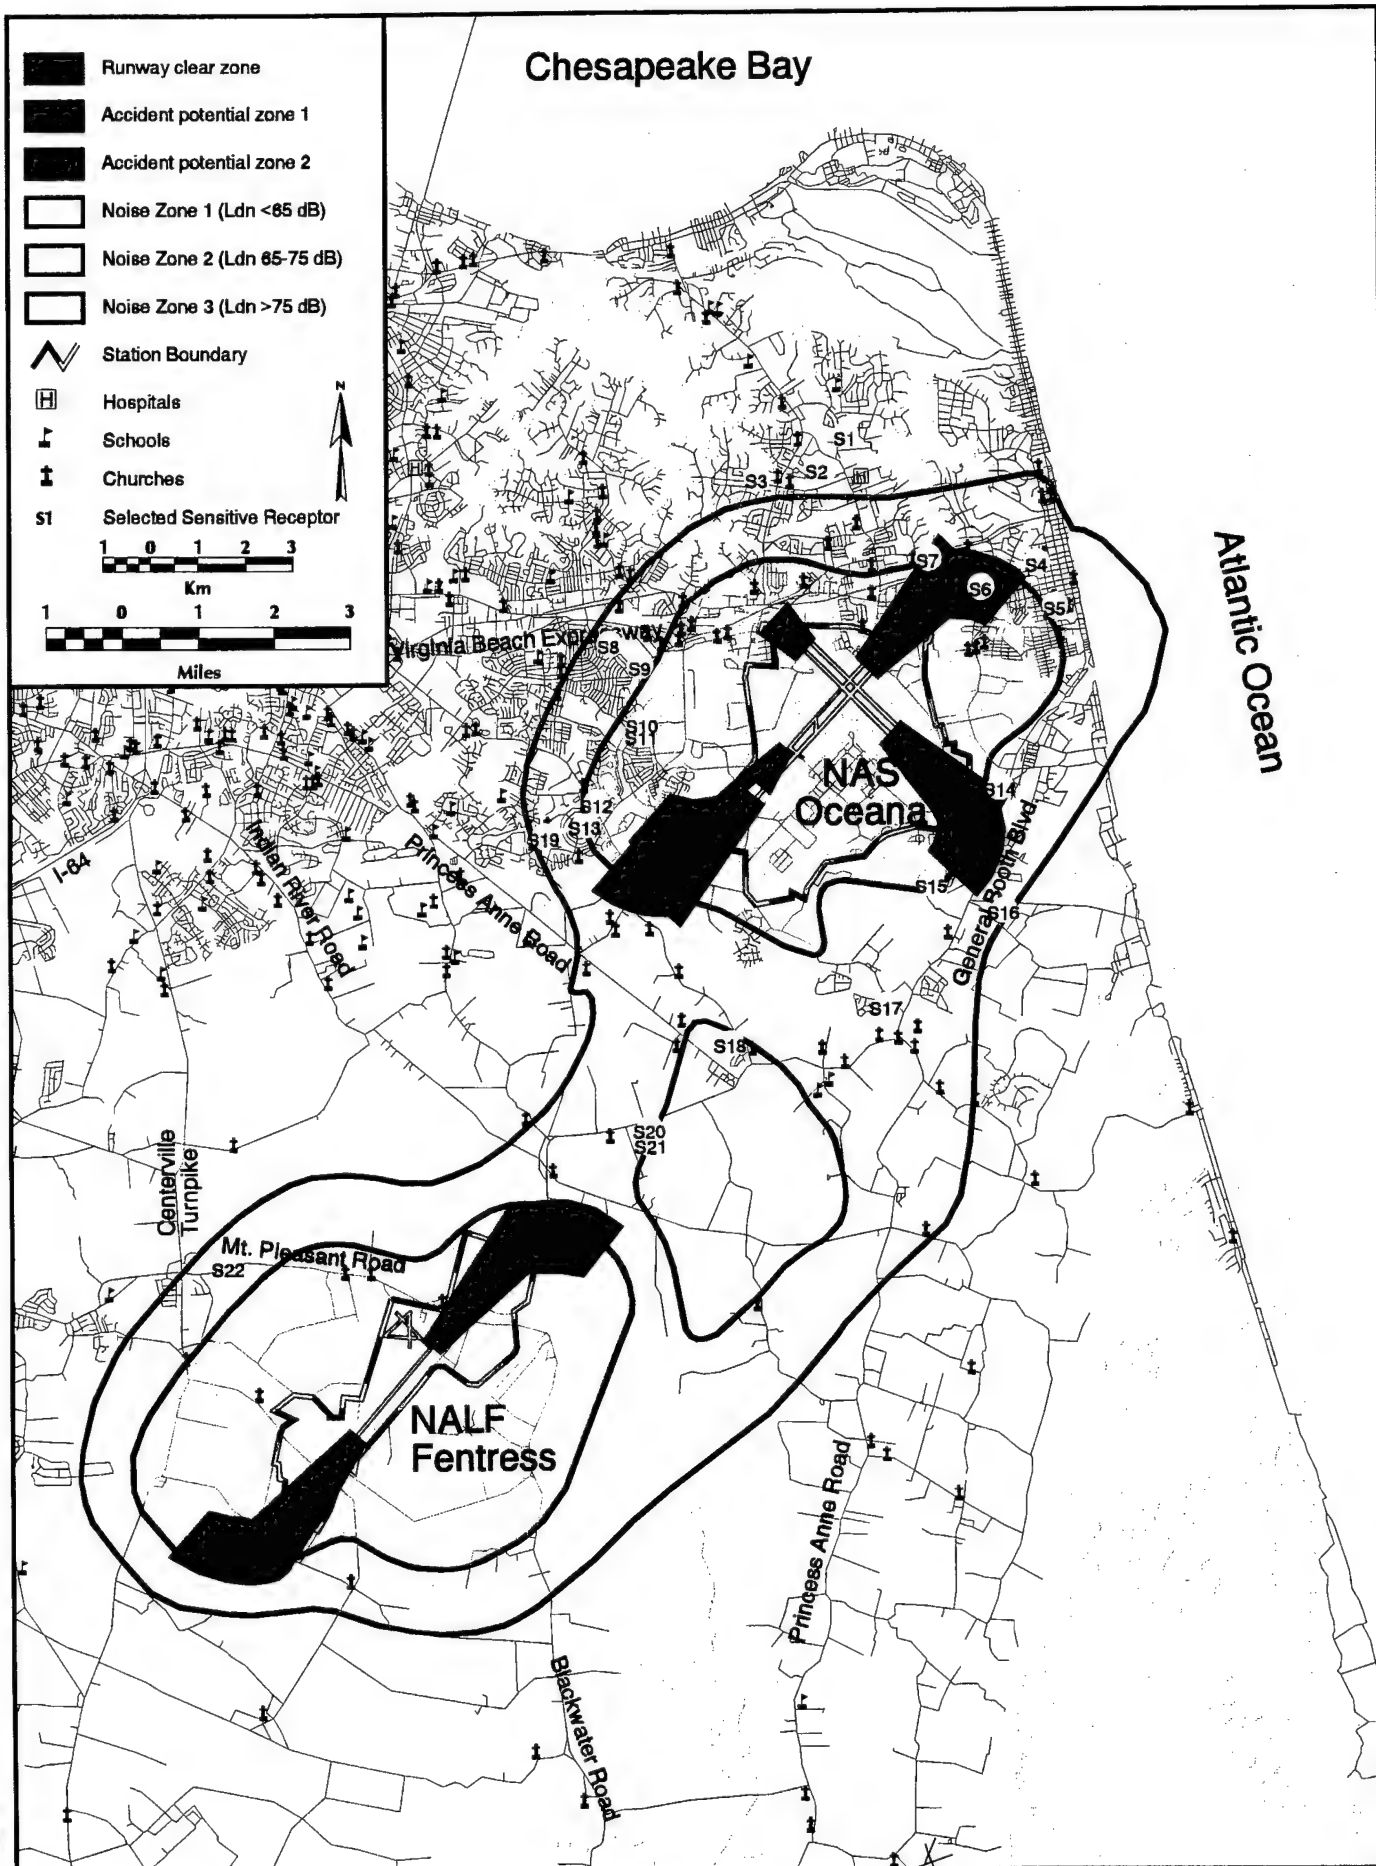 Runway clear zone
Accident potential zone 1
Accident potential zone 2
Noise Zone 1 (Ldn <65 dB)
Noise Zone 2 (Ldn 65-75 dB)
Noise Zone 3 (Ldn >75 dB)
Station Boundary
H Hospitals
Schools
Churches
S1 Selected Sensitive Receptor
N
1 0 1 2 3
Km
1 0 1 2 3
Miles
Chesapeake Bay
Atlantic Ocean
S1
S2
S3
H
H
S7
S4
S6
S5
Virginia Beach Expressway
S8
S9
S10
S11
NAS
Oceana
S14
S12
S13
S19
S15
S16
General Booth Blvd.
I-64
Indian River Road
Princess Anne Road
S17
S18
S20
S21
Centerville
Turnpike
Mt. Pleasant Road
S22
NALF
Fentress
Princess Anne Road
Blackwater Road